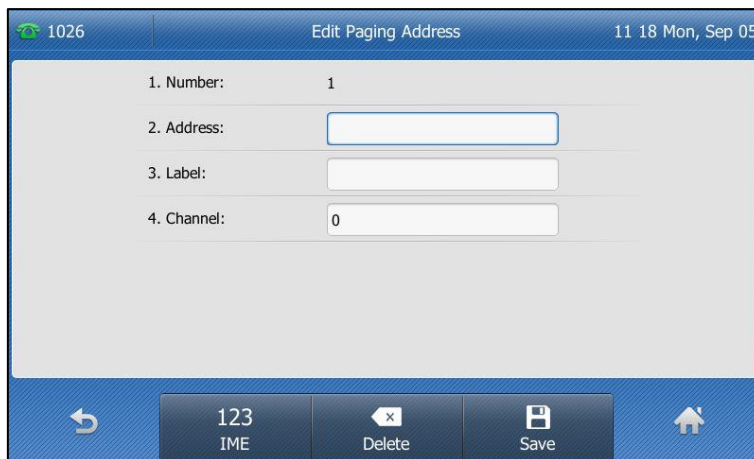 1026 Edit Paging Address 11 18 Mon, Sep 05
1. Number: 1
2. Address:
3. Label:
4. Channel: 0
123 Delete Save
IME